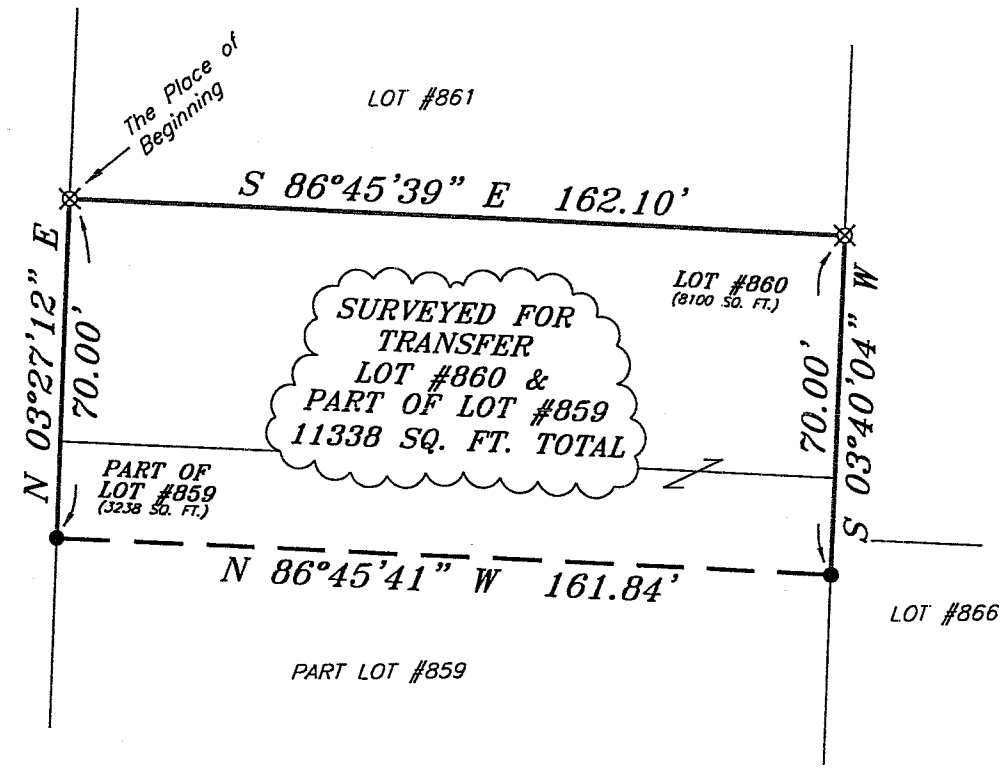 The Place of
Beginning
LOT #861
S 86°45'39" E 162.10'
N 03°27'12" E
70.00'
LOT #860
(8100 SQ. FT.)
SURVEYED FOR
TRANSFER
LOT #860 &
PART OF LOT #859
11338 SQ. FT. TOTAL
70.00'
S 03°40'04" W
PART OF
LOT #859
(3238 SQ. FT.)
N 86°45'41" W 161.84'
LOT #866
PART LOT #859